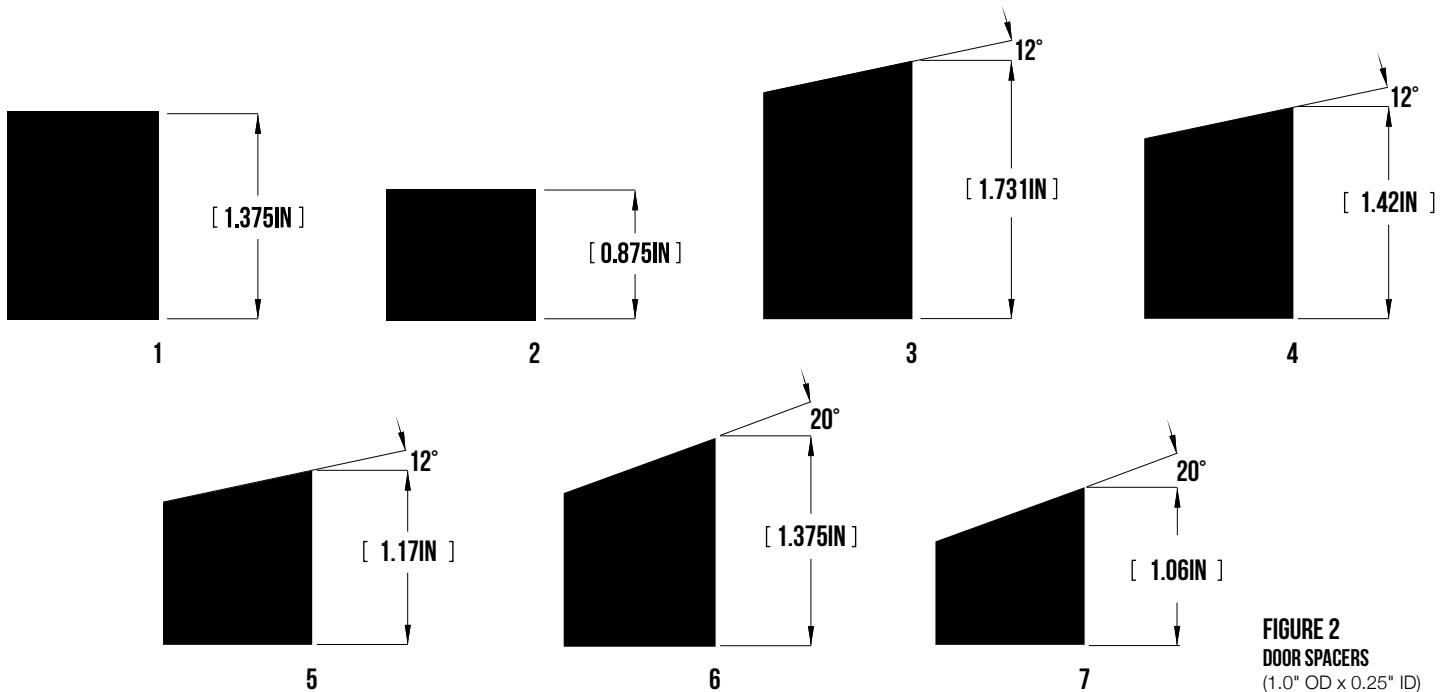 12°
12°
[ 1.375IN ]
[ 0.875IN ]
[ 1.731IN ]
[ 1.42IN ]
1
2
3
4
12°
20°
20°
[ 1.17IN ]
[ 1.375IN ]
[ 1.06IN ]
5
6
7
FIGURE 2
DOOR SPACERS
(1.0" OD x 0.25" ID)